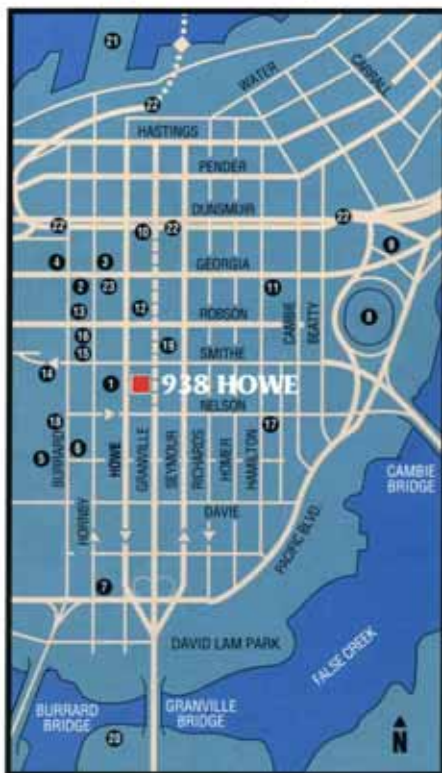 21
WATER
CARRALL
22
HASTINGS
PENDER
DUNSMUIR
22
10
22
22
9
4
3
GEORGIA
2
23
11
13
12
ROBSON
8
CAMBIE
BEATTY
16
19
15
SMITHE
14
1
938 HOWE
NELSON
18
17
5
6
BURRARD
HORNBY
HOWE
GRANVILLE
SEYMOUR
RICHARDS
HOMER
HAMILTON
CAMBIE
BRIDGE
DAVIE
PACIFIC BLVD
7
DAVID LAM PARK
FALSE CREEK
BURRARD
BRIDGE
GRANVILLE
BRIDGE
20
N